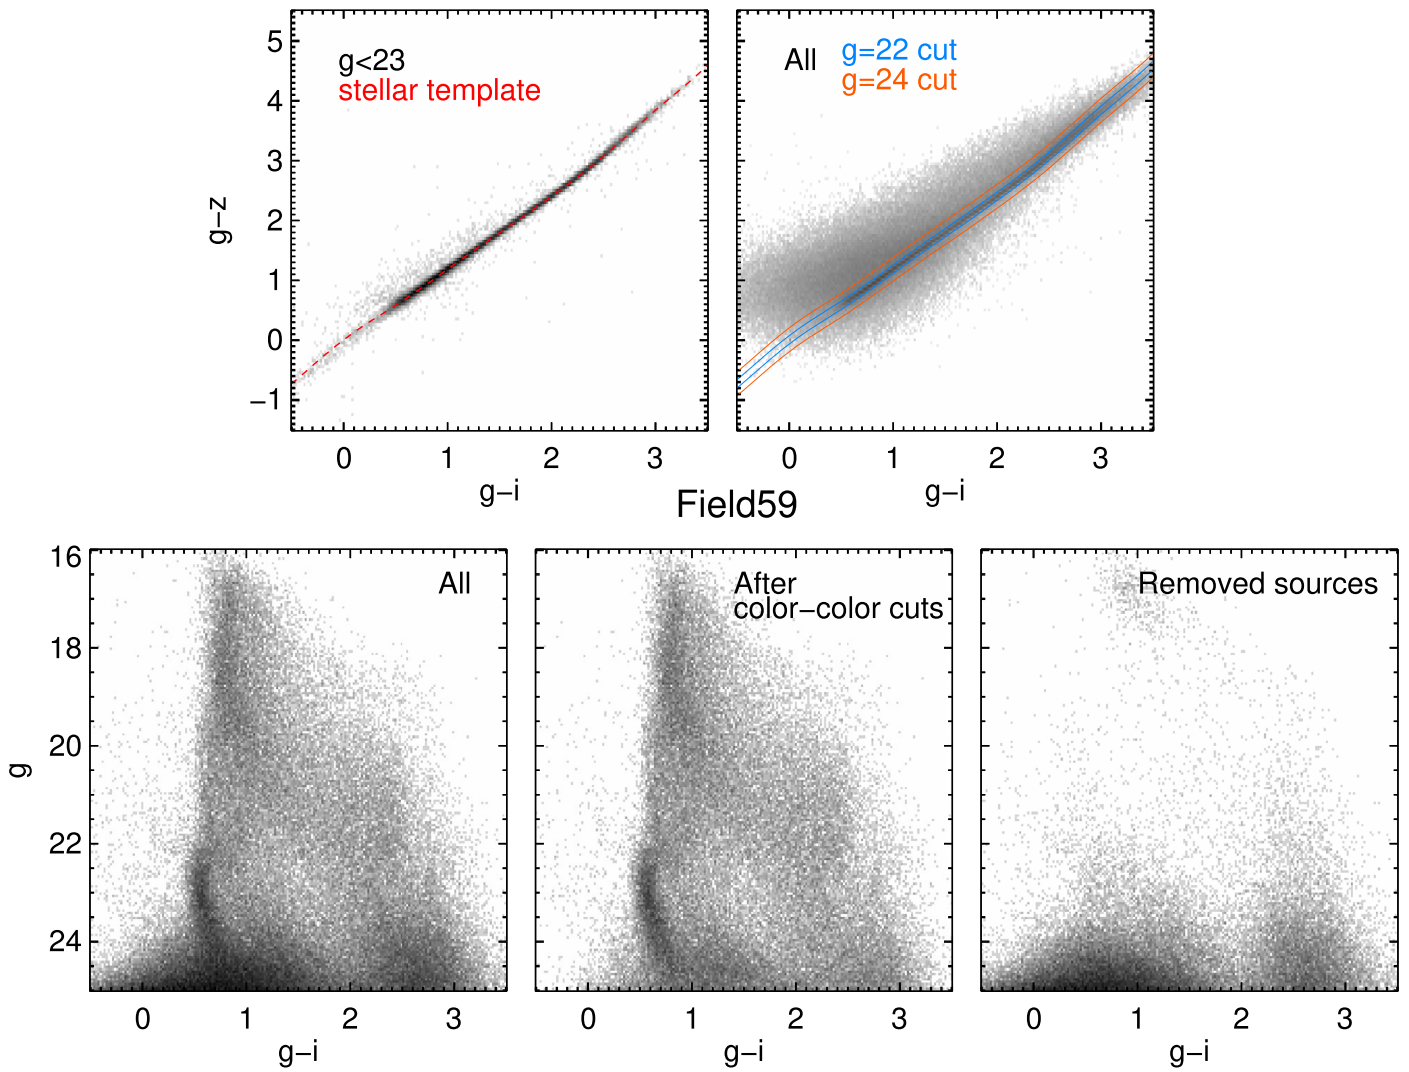 5
4
3
2
1
0
−1
g−z
g<23
stellar template
0 1 2 3
g−i
All
g=22 cut
g=24 cut
0 1 2 3
g−i
Field59
16
18
20
22
24
g
All
0 1 2 3
g−i
After
color−color cuts
0 1 2 3
g−i
Removed sources
0 1 2 3
g−i